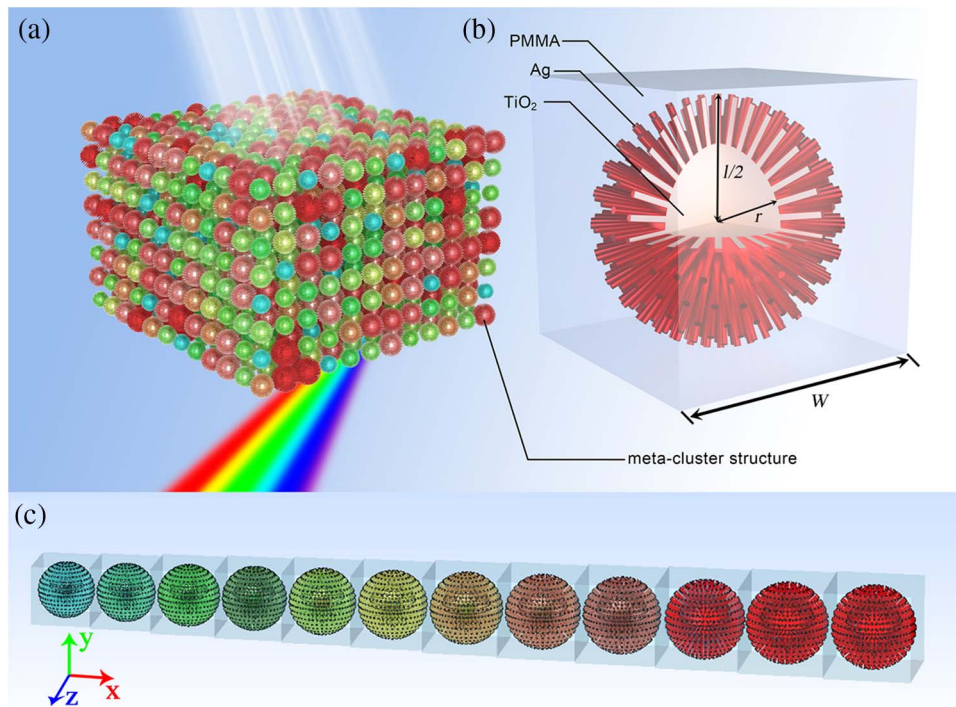 (a)
(b)
PMMA
Ag
TiO₂
l/2
r
W
meta-cluster structure
(c)
y
x
z